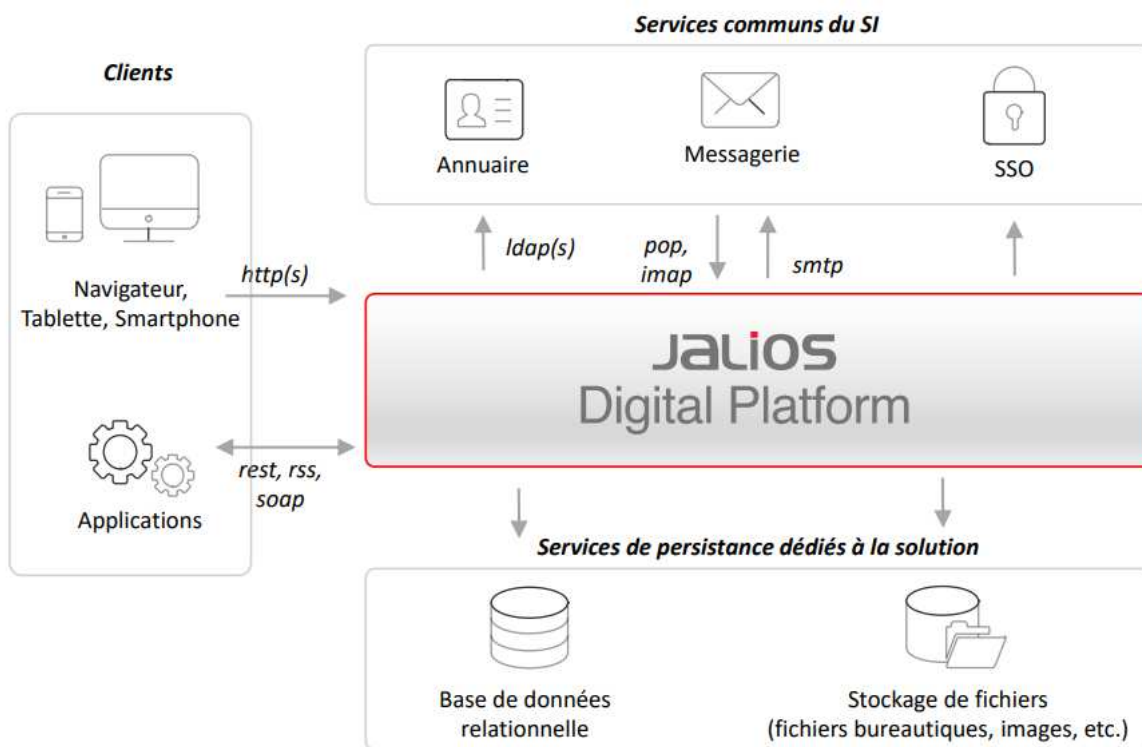 Services communs du SI
Clients
Annuaire
Messagerie
SSO
ldap(s)
pop,
imap
smtp
http(s)
Navigateur,
Tablette, Smartphone
Jalios
Digital Platform
rest, rss,
soap
Applications
Services de persistance dédiés à la solution
Base de données
relationnelle
Stockage de fichiers
(fichiers bureautiques, images, etc.)